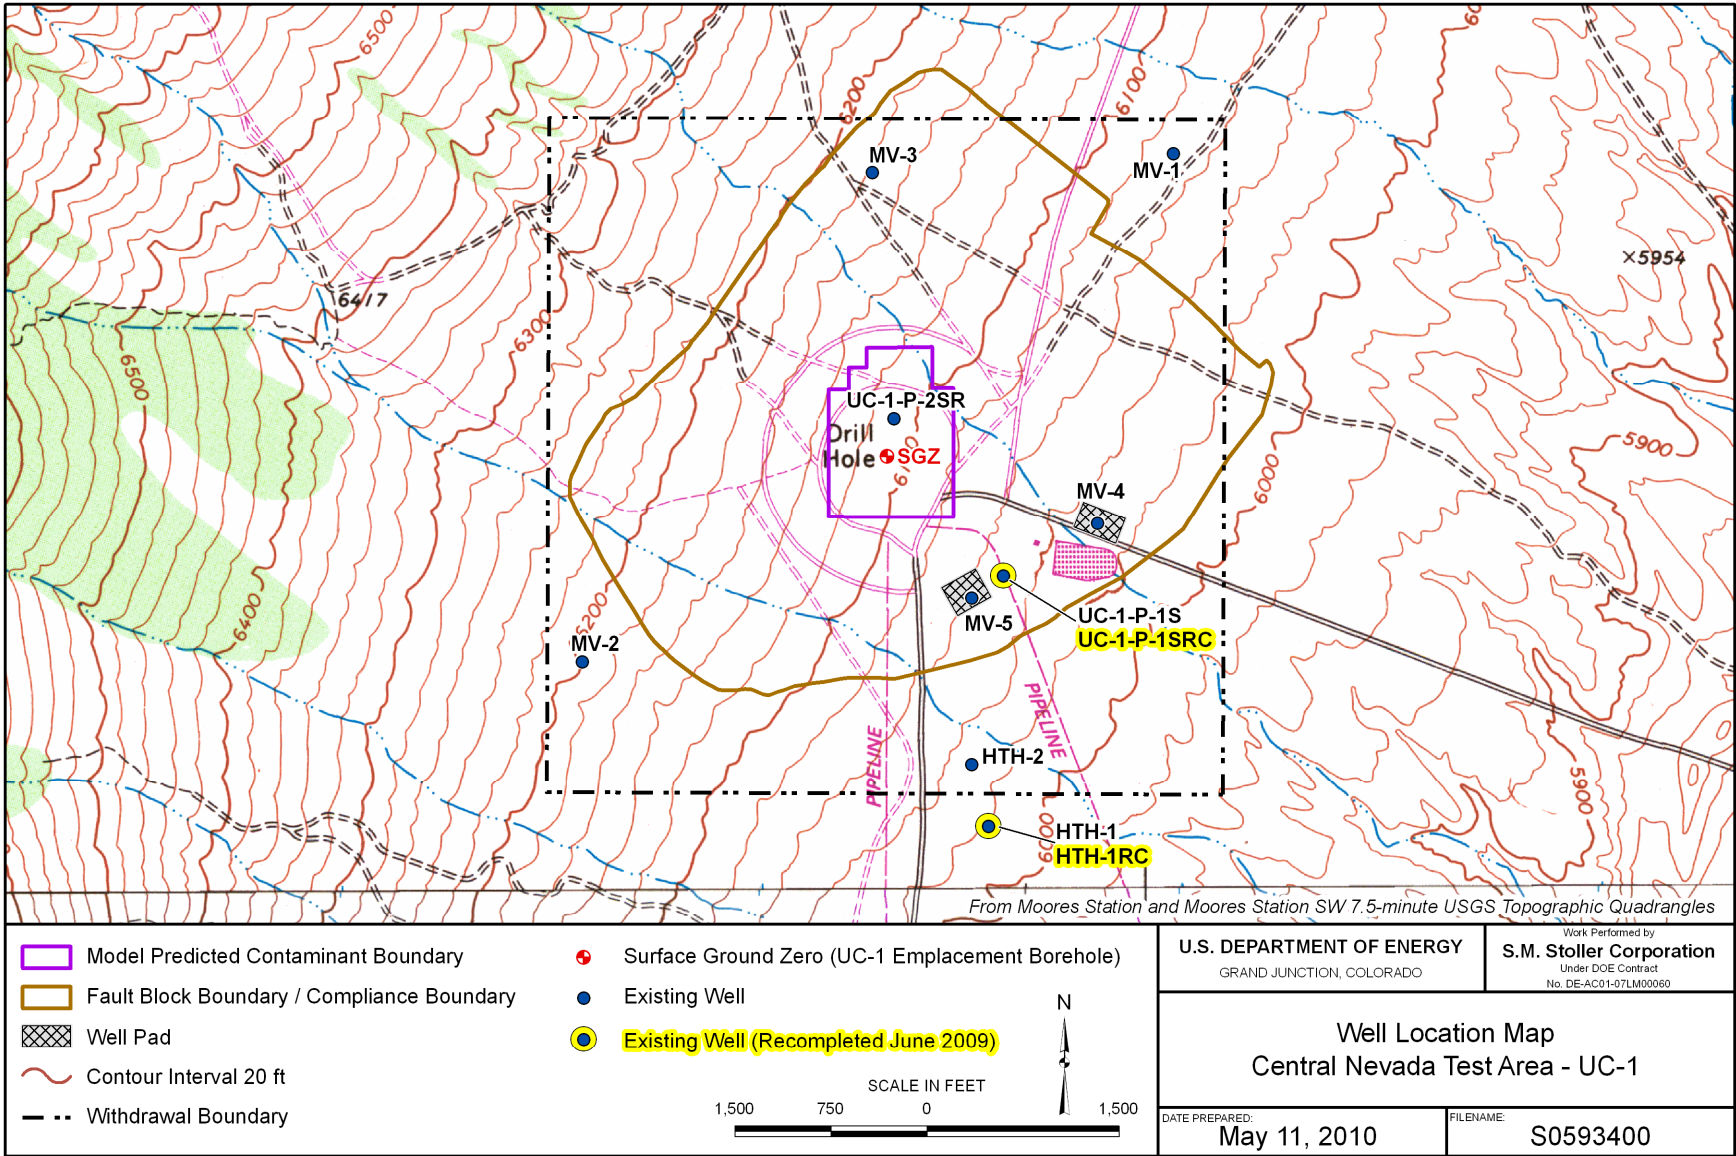 6500
6200
6100
60
MV-3
MV-1
×5954
6417
6300
6500
UC-1-P-2SR
Drill
Hole
SGZ
610
5900
6000
MV-4
6400
6200
MV-2
MV-5
UC-1-P-1S
UC-1-P-1SRC
PIPELINE
PIPELINE
HTH-2
5900
6000
HTH-1
HTH-1RC
From Moores Station and Moores Station SW 7.5-minute USGS Topographic Quadrangles
Model Predicted Contaminant Boundary
Fault Block Boundary / Compliance Boundary
Well Pad
Contour Interval 20 ft
Withdrawal Boundary
Surface Ground Zero (UC-1 Emplacement Borehole)
Existing Well
Existing Well (Recompleted June 2009)
N
SCALE IN FEET
1,500 750 0 1,500
U.S. DEPARTMENT OF ENERGY
GRAND JUNCTION, COLORADO
Work Performed by
S.M. Stoller Corporation
Under DOE Contract
No. DE-AC01-07LM00060
Well Location Map
Central Nevada Test Area - UC-1
DATE PREPARED:
May 11, 2010
FILENAME:
S0593400